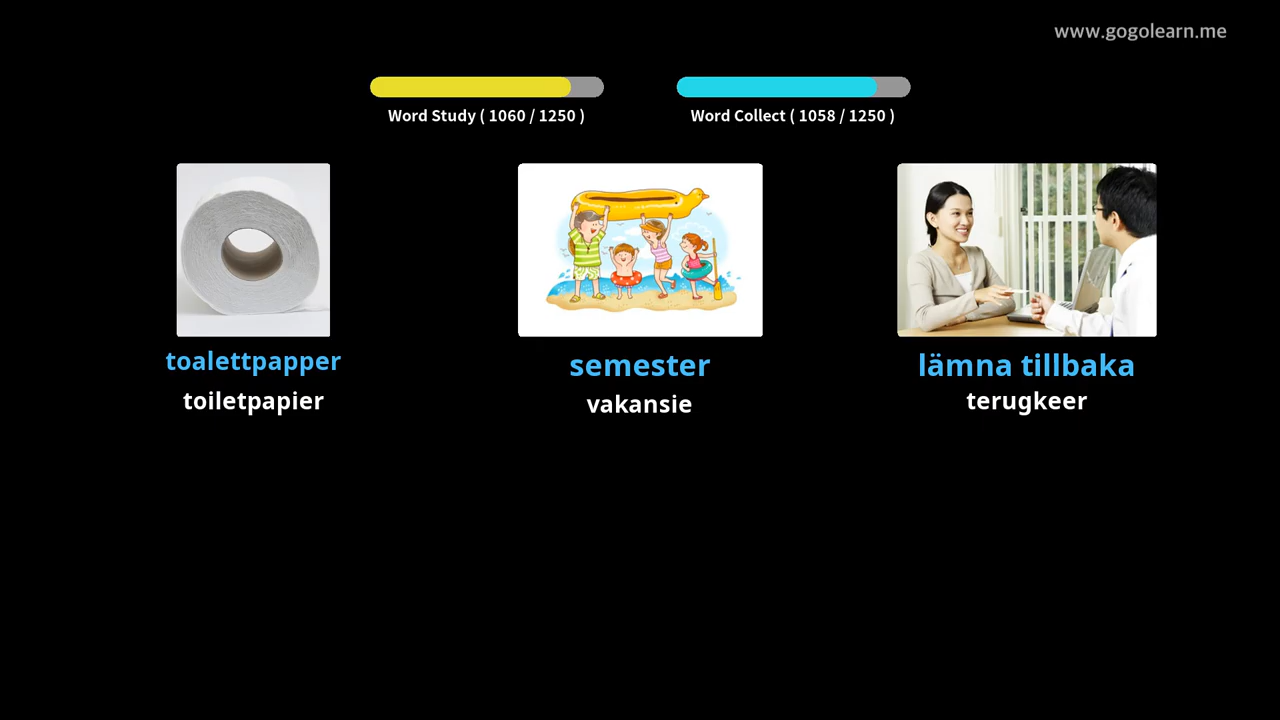 www.gogolearn.me
Word Study ( 1060 / 1250 )
Word Collect ( 1058 / 1250 )
toalettpapper
toiletpapier
semester
vakansie
lämna tillbaka
terugkeer